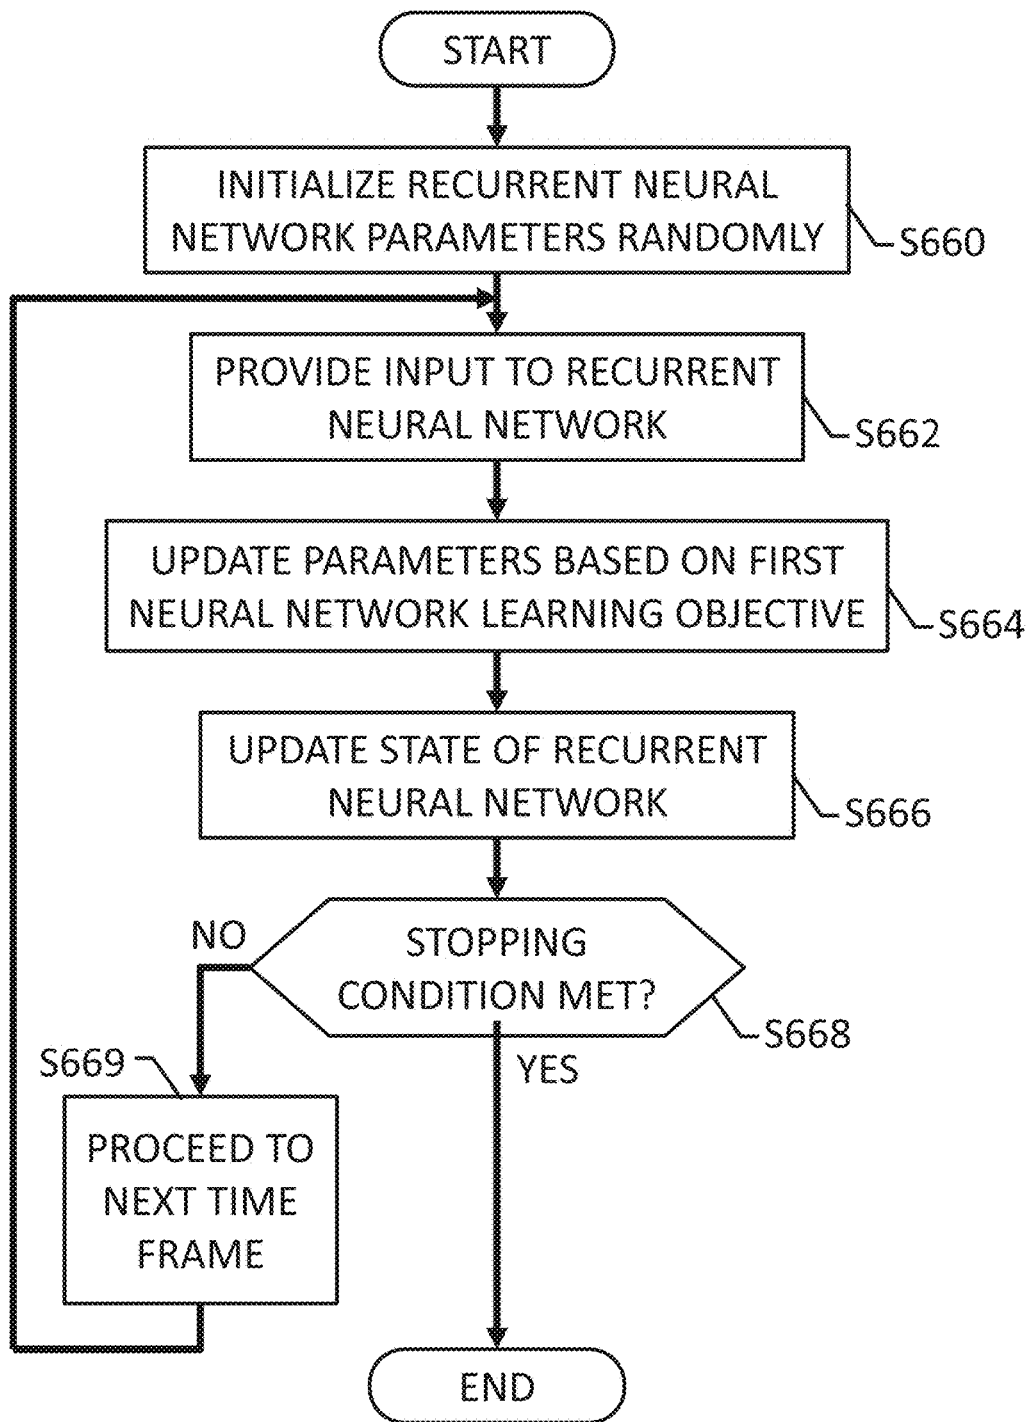 START
INITIALIZE RECURRENT NEURAL
NETWORK PARAMETERS RANDOMLY
S660
PROVIDE INPUT TO RECURRENT
NEURAL NETWORK
S662
UPDATE PARAMETERS BASED ON FIRST
NEURAL NETWORK LEARNING OBJECTIVE
S664
UPDATE STATE OF RECURRENT
NEURAL NETWORK
S666
STOPPING
CONDITION MET?
S668
NO
YES
S669
PROCEED TO
NEXT TIME
FRAME
END